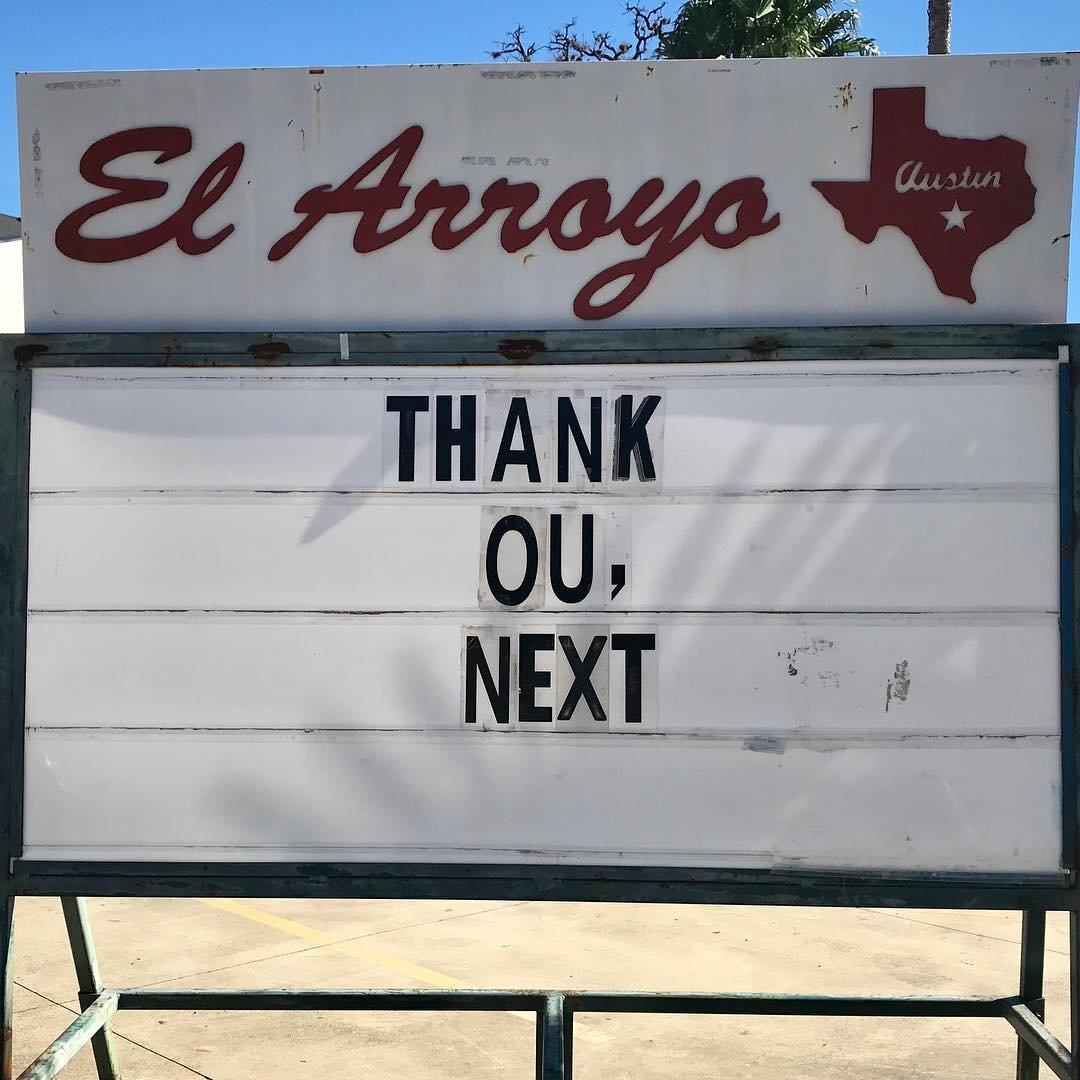 El Arroyo
Austin
THANK
OU,
NEXT